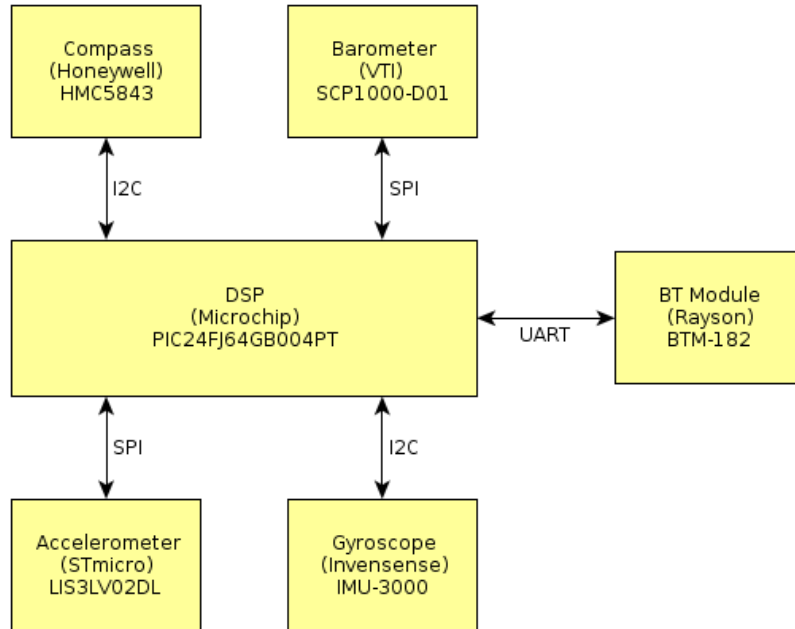 Compass
(Honeywell)
HMC5843
Barometer
(VTI)
SCP1000-D01
I2C
SPI
DSP
(Microchip)
PIC24FJ64GB004PT
UART
BT Module
(Rayson)
BTM-182
SPI
I2C
Accelerometer
(STmicro)
LIS3LV02DL
Gyroscope
(Invensense)
IMU-3000